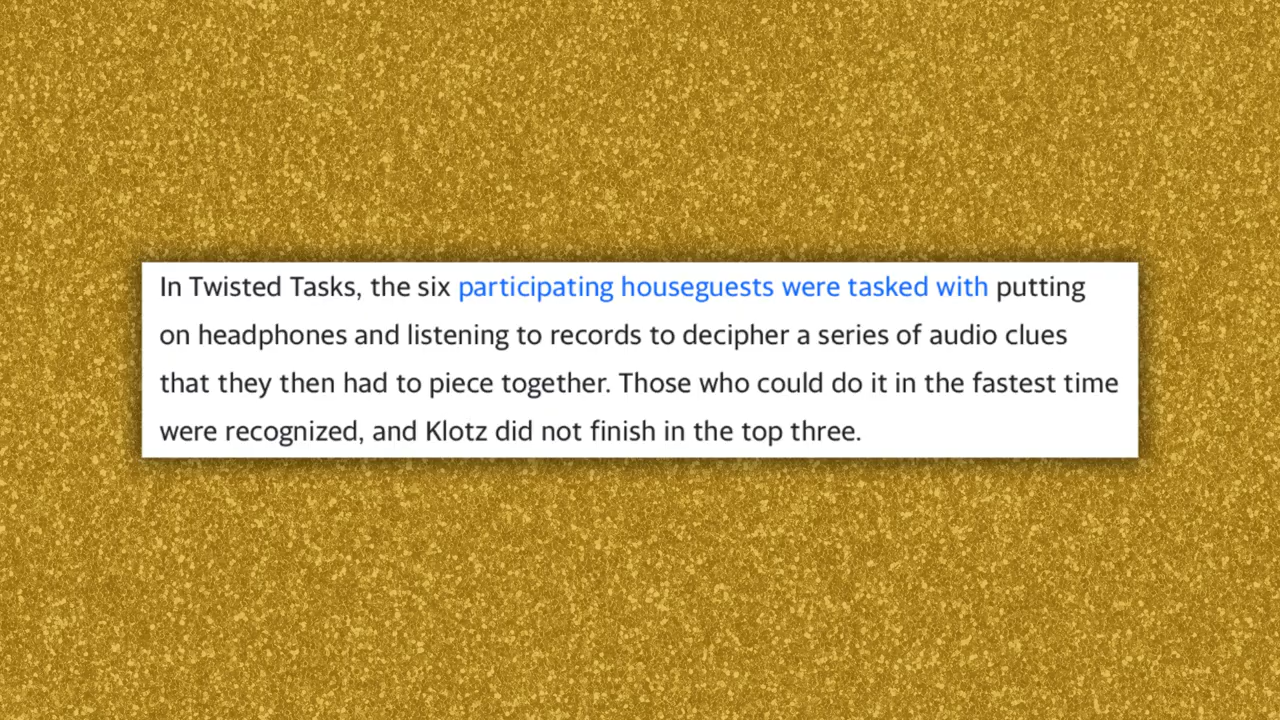 In Twisted Tasks, the six participating houseguests were tasked with putting
on headphones and listening to records to decipher a series of audio clues
that they then had to piece together. Those who could do it in the fastest time
were recognized, and Klotz did not finish in the top three.